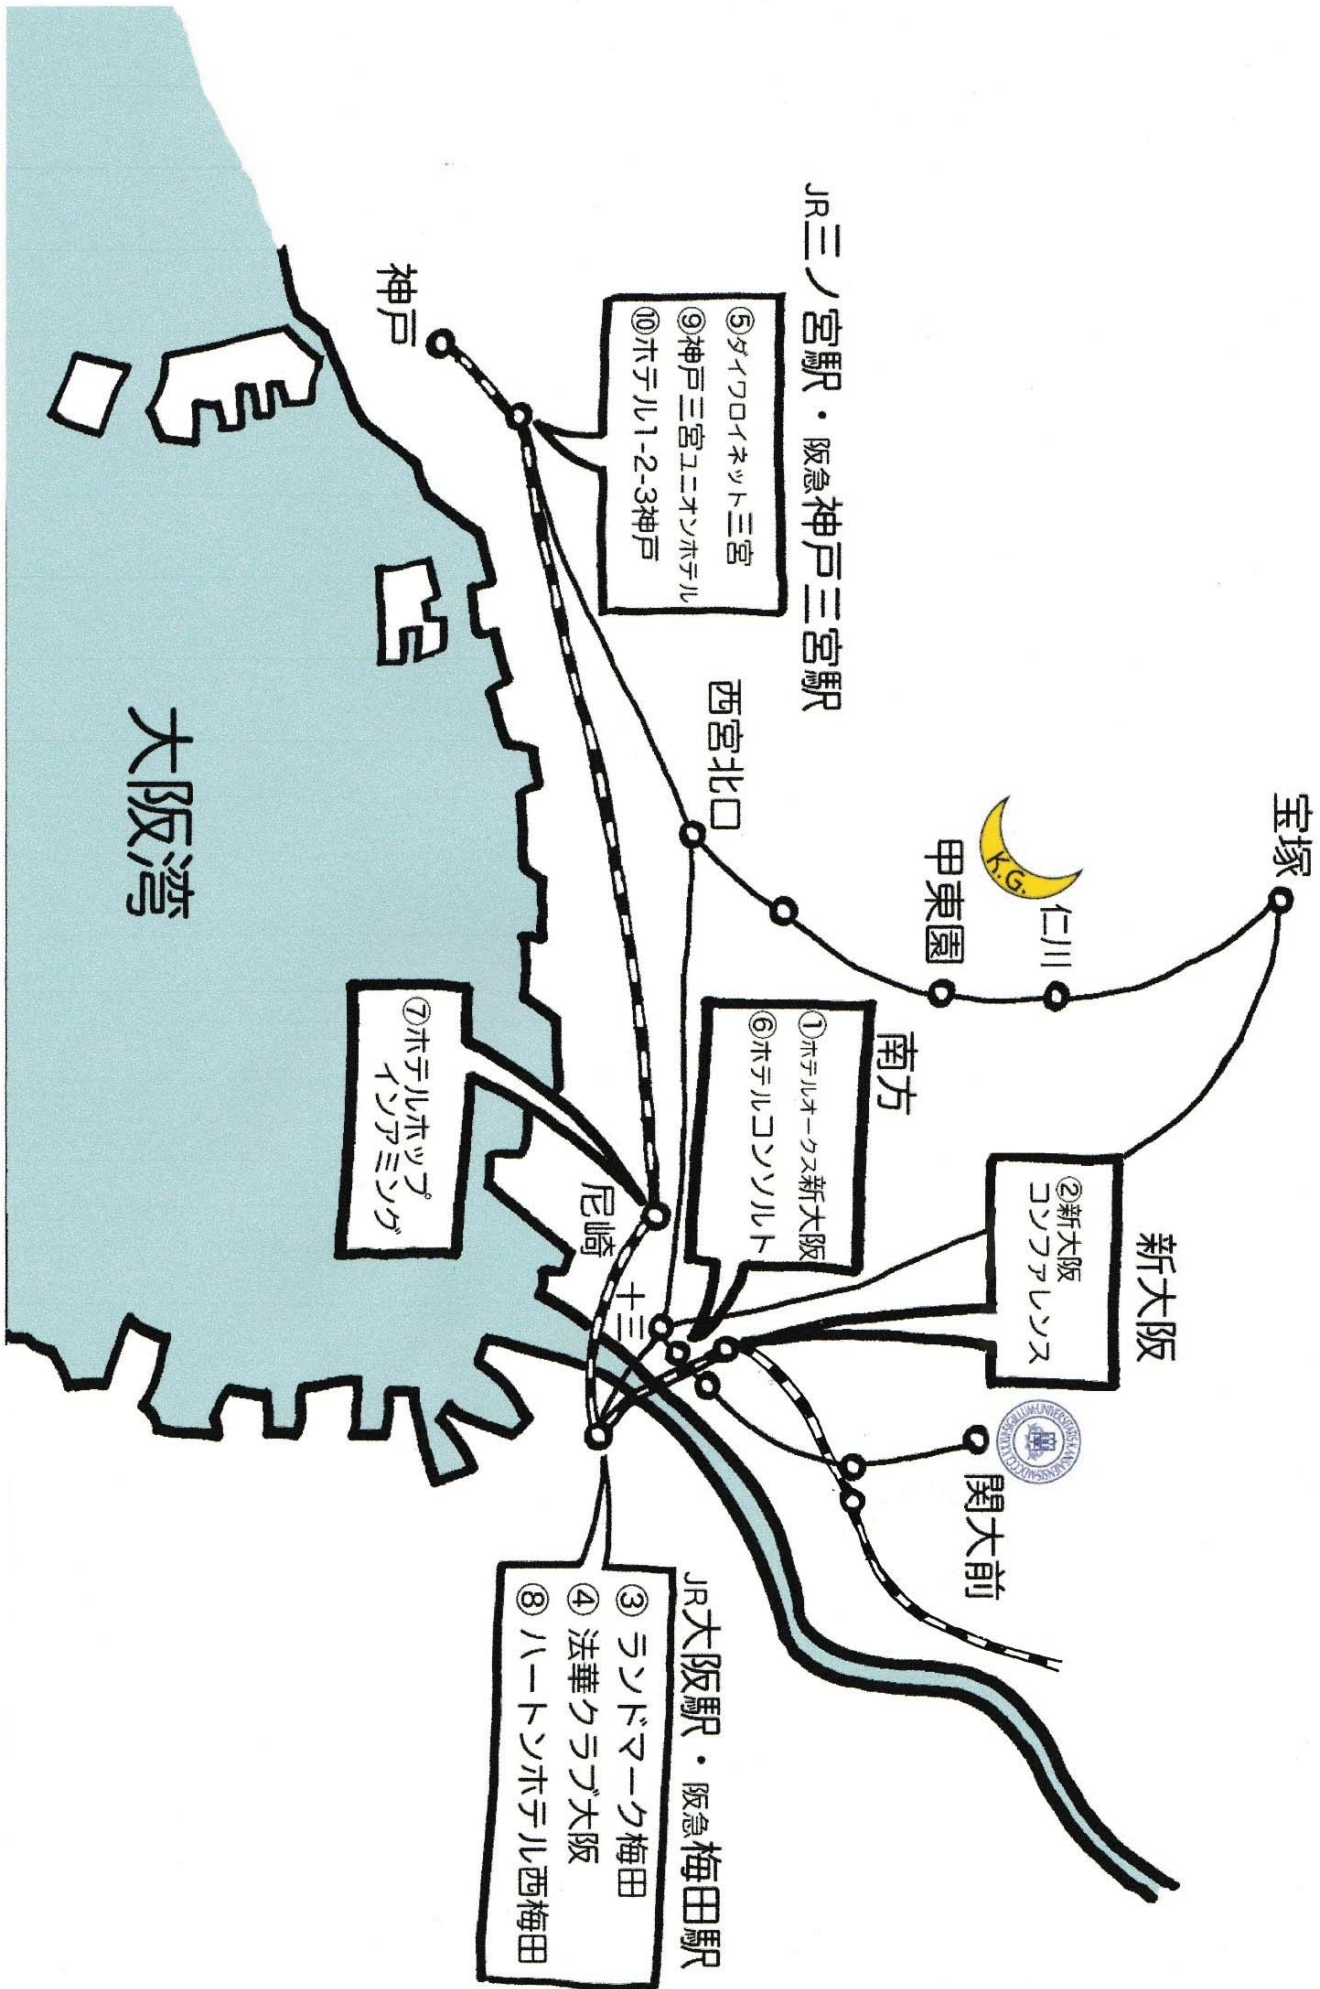 宝塚
新大阪
②新大阪
コンファレンス
関大前
仁川
K.G.
甲東園
南方
①ホテルオークス新大阪
⑥ホテルコンソルト
JR三ノ宮駅・阪急神戸三宮駅
⑤ダイワロイネット三宮
⑨神戸三宮ユニオンホテル
⑩ホテル1-2-3神戸
西宮北口
神戸
尼崎
十三
JR大阪駅・阪急梅田駅
③ ランドマーク梅田
④ 法華クラブ大阪
⑧ ハートンホテル西梅田
⑦ホテルホップ
インアミング
大阪湾